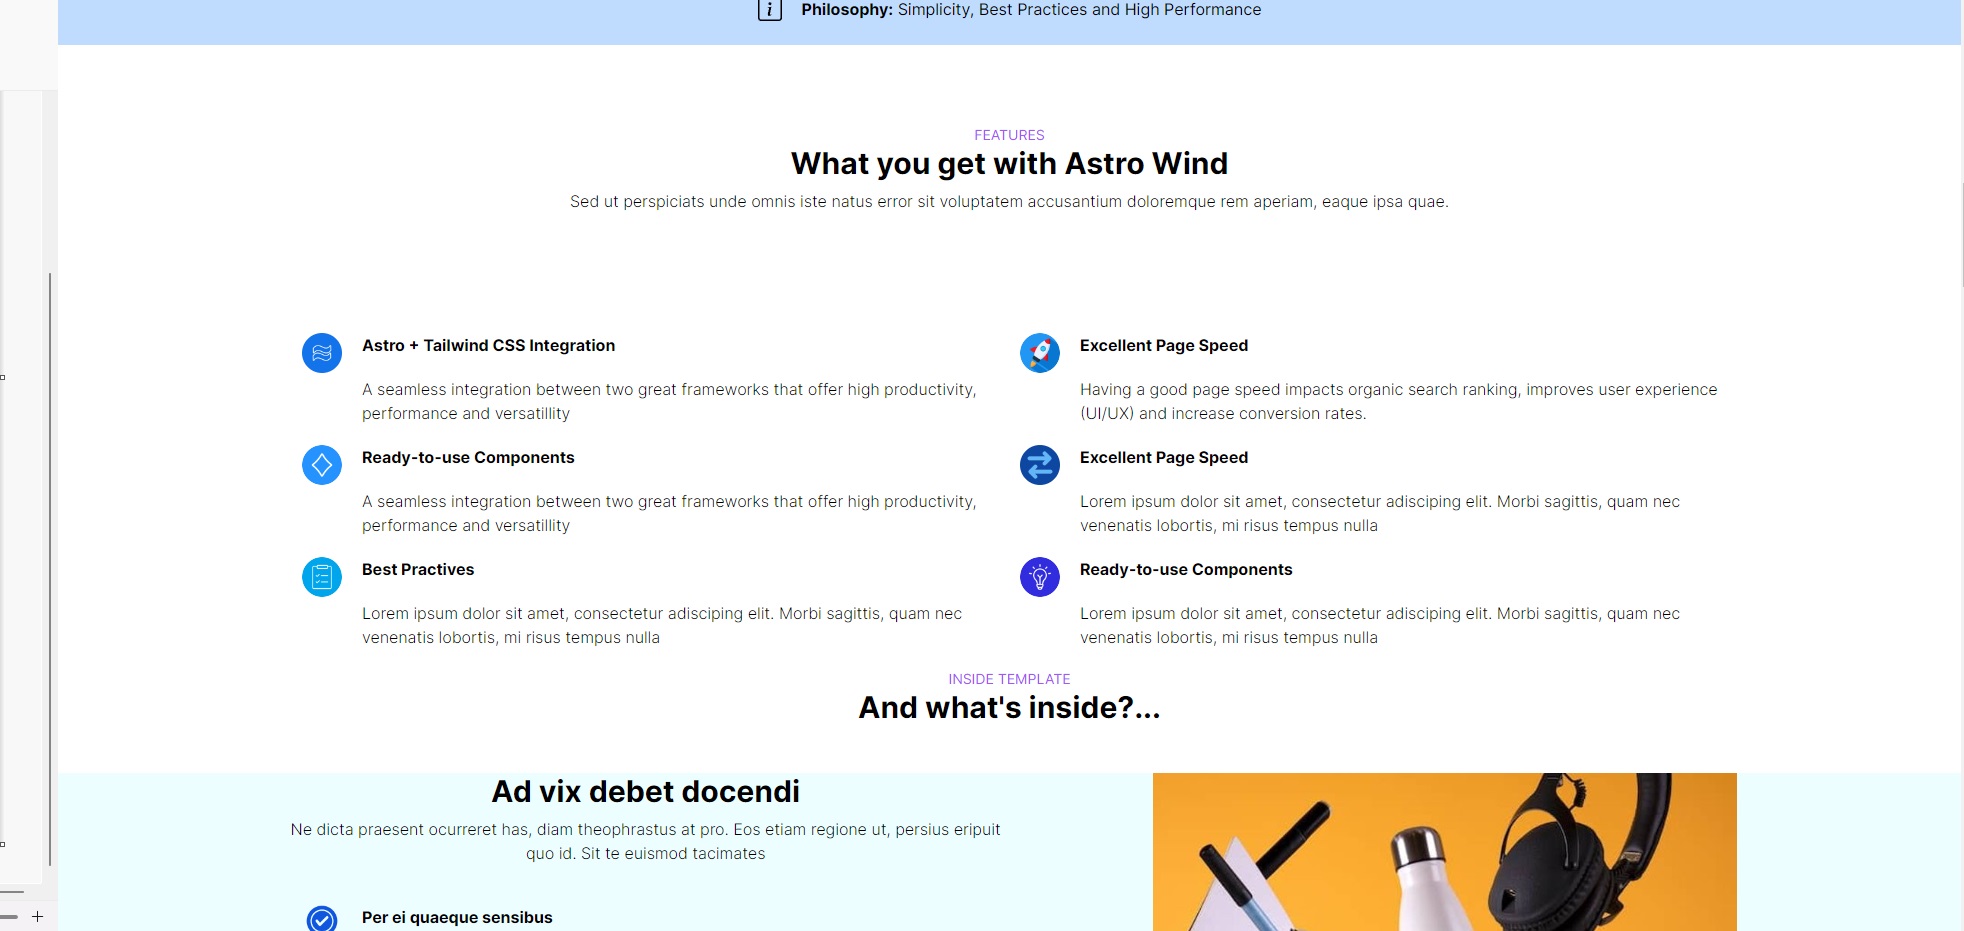 Philosophy: Simplicity, Best Practices and High Performance
FEATURES
What you get with Astro Wind
Sed ut perspiciats unde omnis iste natus error sit voluptatem accusantium doloremque rem aperiam, eaque ipsa quae.
Astro + Tailwind CSS Integration
A seamless integration between two great frameworks that offer high productivity,
performance and versatillity
Excellent Page Speed
Having a good page speed impacts organic search ranking, improves user experience
(UI/UX) and increase conversion rates.
Ready-to-use Components
A seamless integration between two great frameworks that offer high productivity,
performance and versatillity
Excellent Page Speed
Lorem ipsum dolor sit amet, consectetur adisciping elit. Morbi sagittis, quam nec
venenatis lobortis, mi risus tempus nulla
Best Practives
Lorem ipsum dolor sit amet, consectetur adisciping elit. Morbi sagittis, quam nec
venenatis lobortis, mi risus tempus nulla
Ready-to-use Components
Lorem ipsum dolor sit amet, consectetur adisciping elit. Morbi sagittis, quam nec
venenatis lobortis, mi risus tempus nulla
INSIDE TEMPLATE
And what's inside?...
Ad vix debet docendi
Ne dicta praesent ocurreret has, diam theophrastus at pro. Eos etiam regione ut, persius eripuit
quo id. Sit te euismod tacimates
Per ei quaeque sensibus